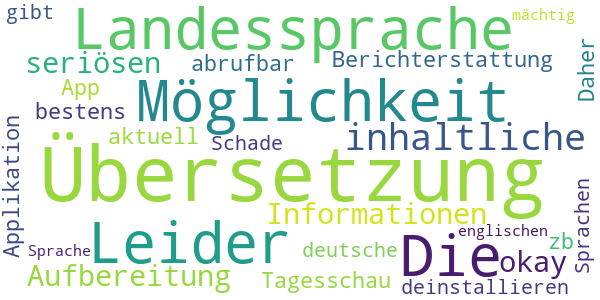 gibt Landessprache mächtig
seriösen abrufbar Berichterstattung Daher
App Möglichkeit
bestens
aktuell Schade inhaltliche
Applikation Übersetzung
Informationen Sprachen
Leider englischen
Sprache deutsche Die okay zb
Aufbereitung Tagesschau deinstallieren